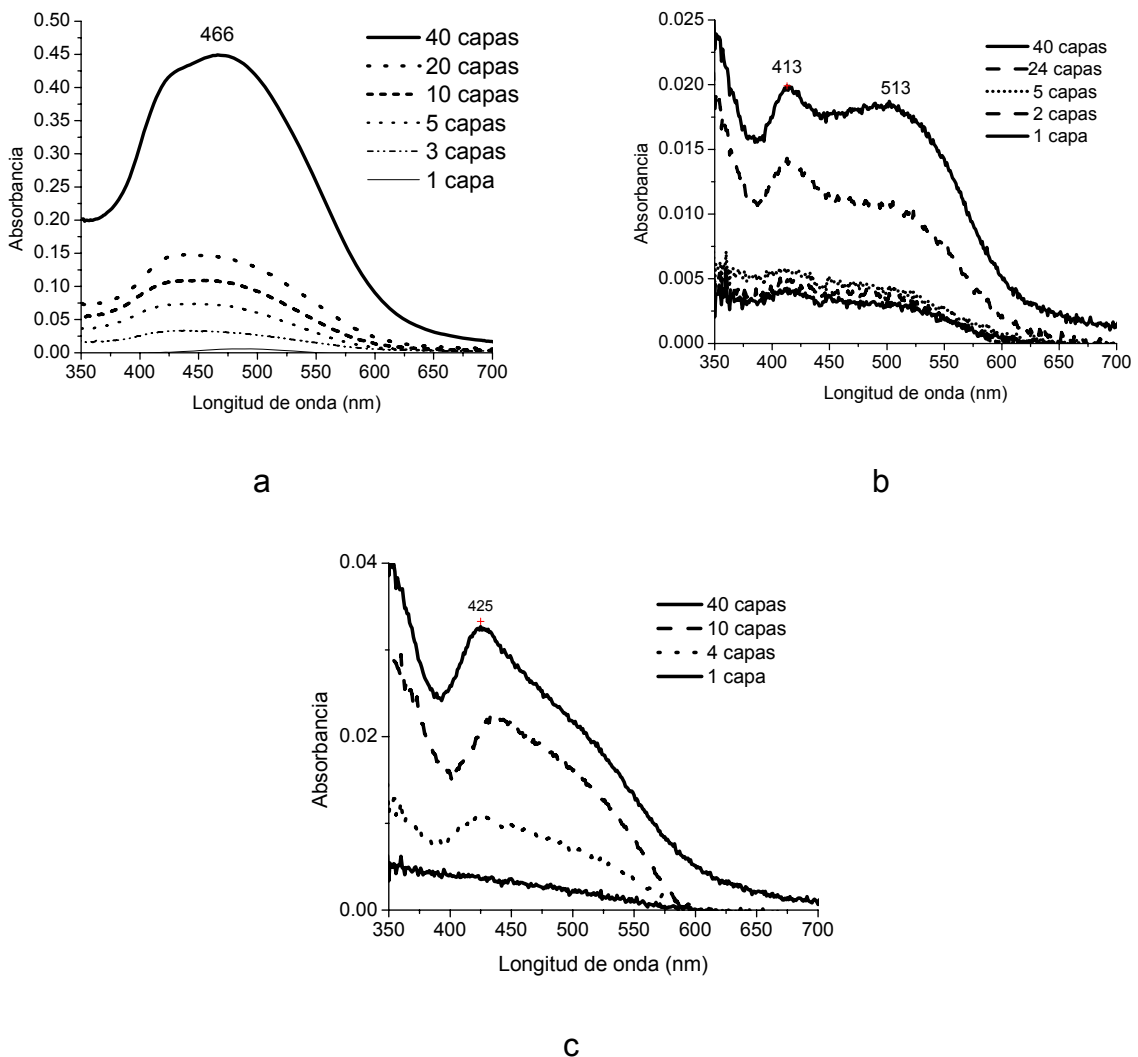 0.50
0.45
0.40
0.35
0.30
0.25
0.20
0.15
0.10
0.05
0.00
Absorbancia
466
40 capas
20 capas
10 capas
5 capas
3 capas
1 capa
350 400 450 500 550 600 650 700
Longitud de onda (nm)
a
0.025
0.020
0.015
0.010
0.005
0.000
Absorbancia
413
513
40 capas
24 capas
5 capas
2 capas
1 capa
350 400 450 500 550 600 650 700
Longitud de onda (nm)
b
0.04
0.02
0.00
Absorbancia
425
40 capas
10 capas
4 capas
1 capa
350 400 450 500 550 600 650 700
Longitud de onda (nm)
c